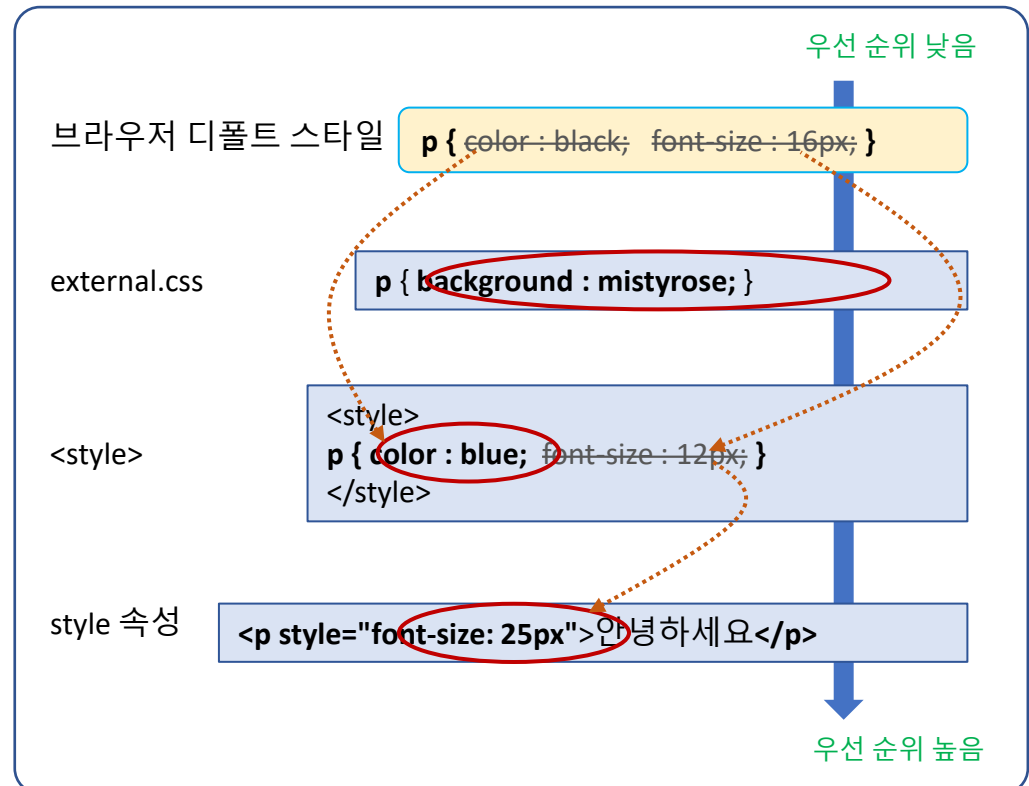 우선 순위 낮음
브라우저 디폴트 스타일
p { color : black; font-size : 16px; }
external.css
p { background : mistyrose; }
<style>
<style>
p { color : blue; font-size : 12px; }
</style>
style 속성
<p style="font-size: 25px">안녕하세요</p>
우선 순위 높음